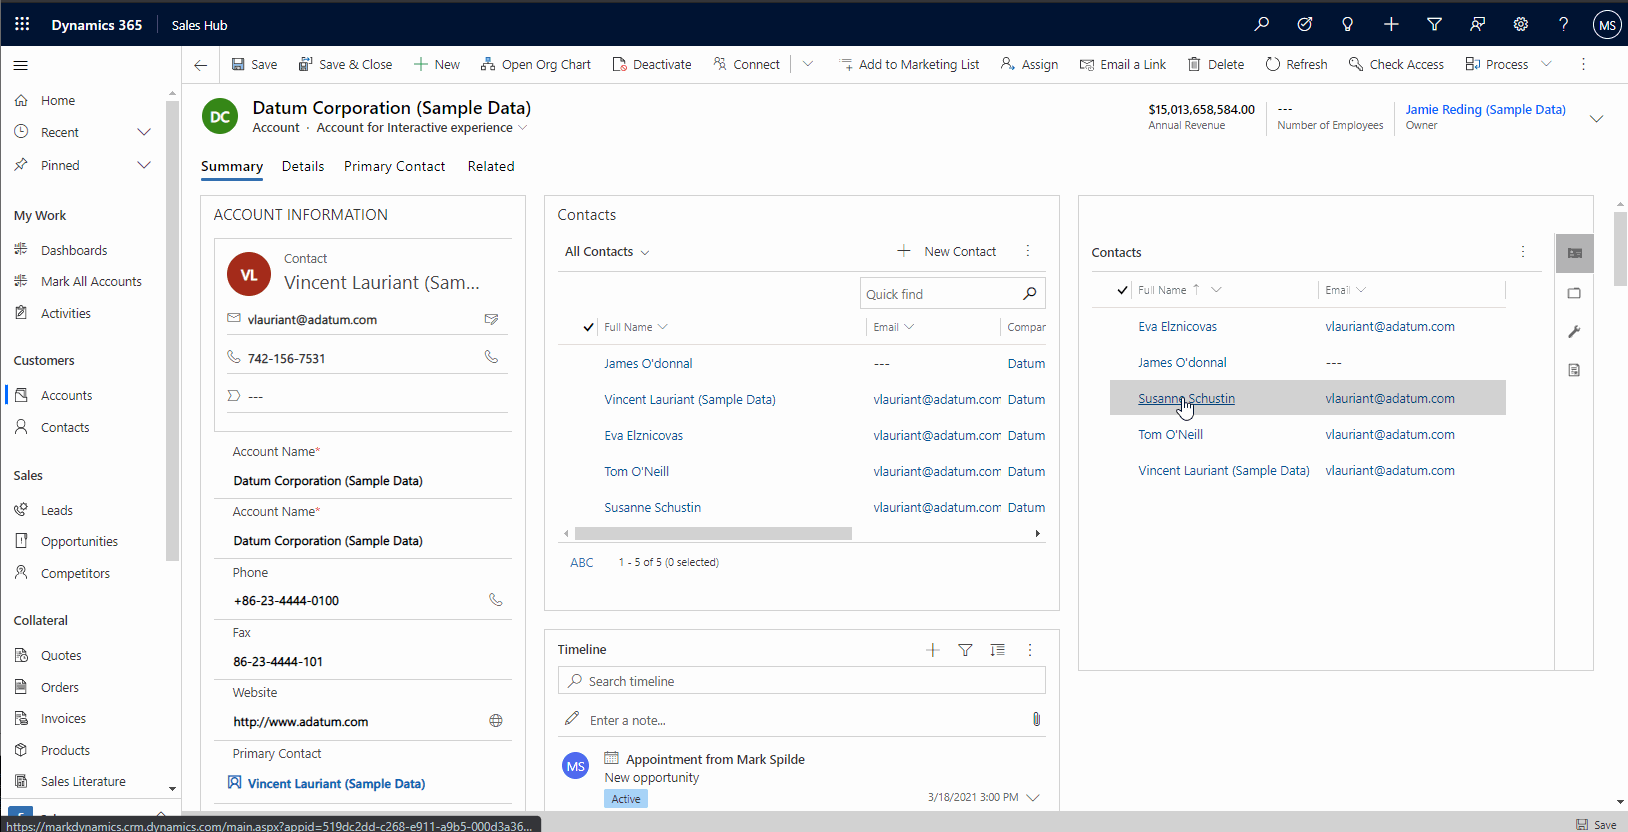 Dynamics 365 Sales Hub MS
Save Save & Close New Open Org Chart Deactivate Connect Add to Marketing List Assign Email a Link Delete Refresh Check Access Process
Home
Recent
Pinned
My Work
Dashboards
Mark All Accounts
Activities
Customers
Accounts
Contacts
Sales
Leads
Opportunities
Competitors
Collateral
Quotes
Orders
Invoices
Products
Sales Literature
DC
Datum Corporation (Sample Data)
Account · Account for Interactive experience
$15,013,658,584.00
Annual Revenue
---
Number of Employees
Jamie Reding (Sample Data)
Owner
Summary Details Primary Contact Related
ACCOUNT INFORMATION
VL
Contact
Vincent Lauriant (Sam...
vlauriant@adatum.com
742-156-7531
---
Account Name*
Datum Corporation (Sample Data)
Account Name*
Datum Corporation (Sample Data)
Phone
+86-23-4444-0100
Fax
86-23-4444-101
Website
http://www.adatum.com
Primary Contact
Vincent Lauriant (Sample Data)
Contacts
All Contacts New Contact
Quick find
Full Name Email Compar
James O'donnal --- Datum
Vincent Lauriant (Sample Data) vlauriant@adatum.com Datum
Eva Elznicovas vlauriant@adatum.com Datum
Tom O'Neill vlauriant@adatum.com Datum
Susanne Schustin vlauriant@adatum.com Datum
ABC 1 - 5 of 5 (0 selected)
Timeline
Search timeline
Enter a note...
MS
Appointment from Mark Spilde
New opportunity
Active
3/18/2021 3:00 PM
Contacts
Full Name Email
Eva Elznicovas vlauriant@adatum.com
James O'donnal ---
Susanne Schustin vlauriant@adatum.com
Tom O'Neill vlauriant@adatum.com
Vincent Lauriant (Sample Data) vlauriant@adatum.com
https://markdynamics.crm.dynamics.com/main.aspx?appid=519dc2dd-c268-e911-a9b5-000d3a36...
Save